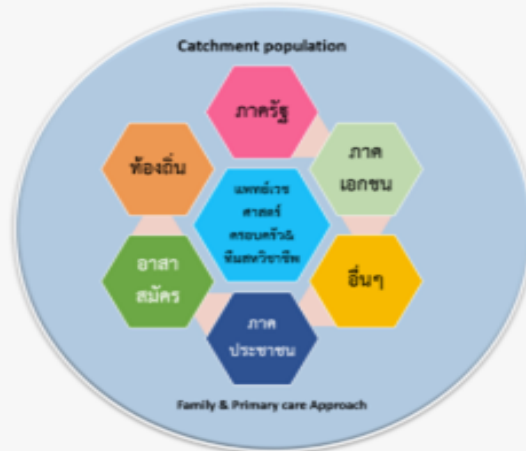 Catchment population
ภาครัฐ
ท้องถิ่น
ภาค
เอกชน
แพทย์เวช
ศาสตร์
ครอบครัว&
ทีมสหวิชาชีพ
อาสา
สมัคร
อื่นๆ
ภาค
ประชาชน
Family & Primary care Approach